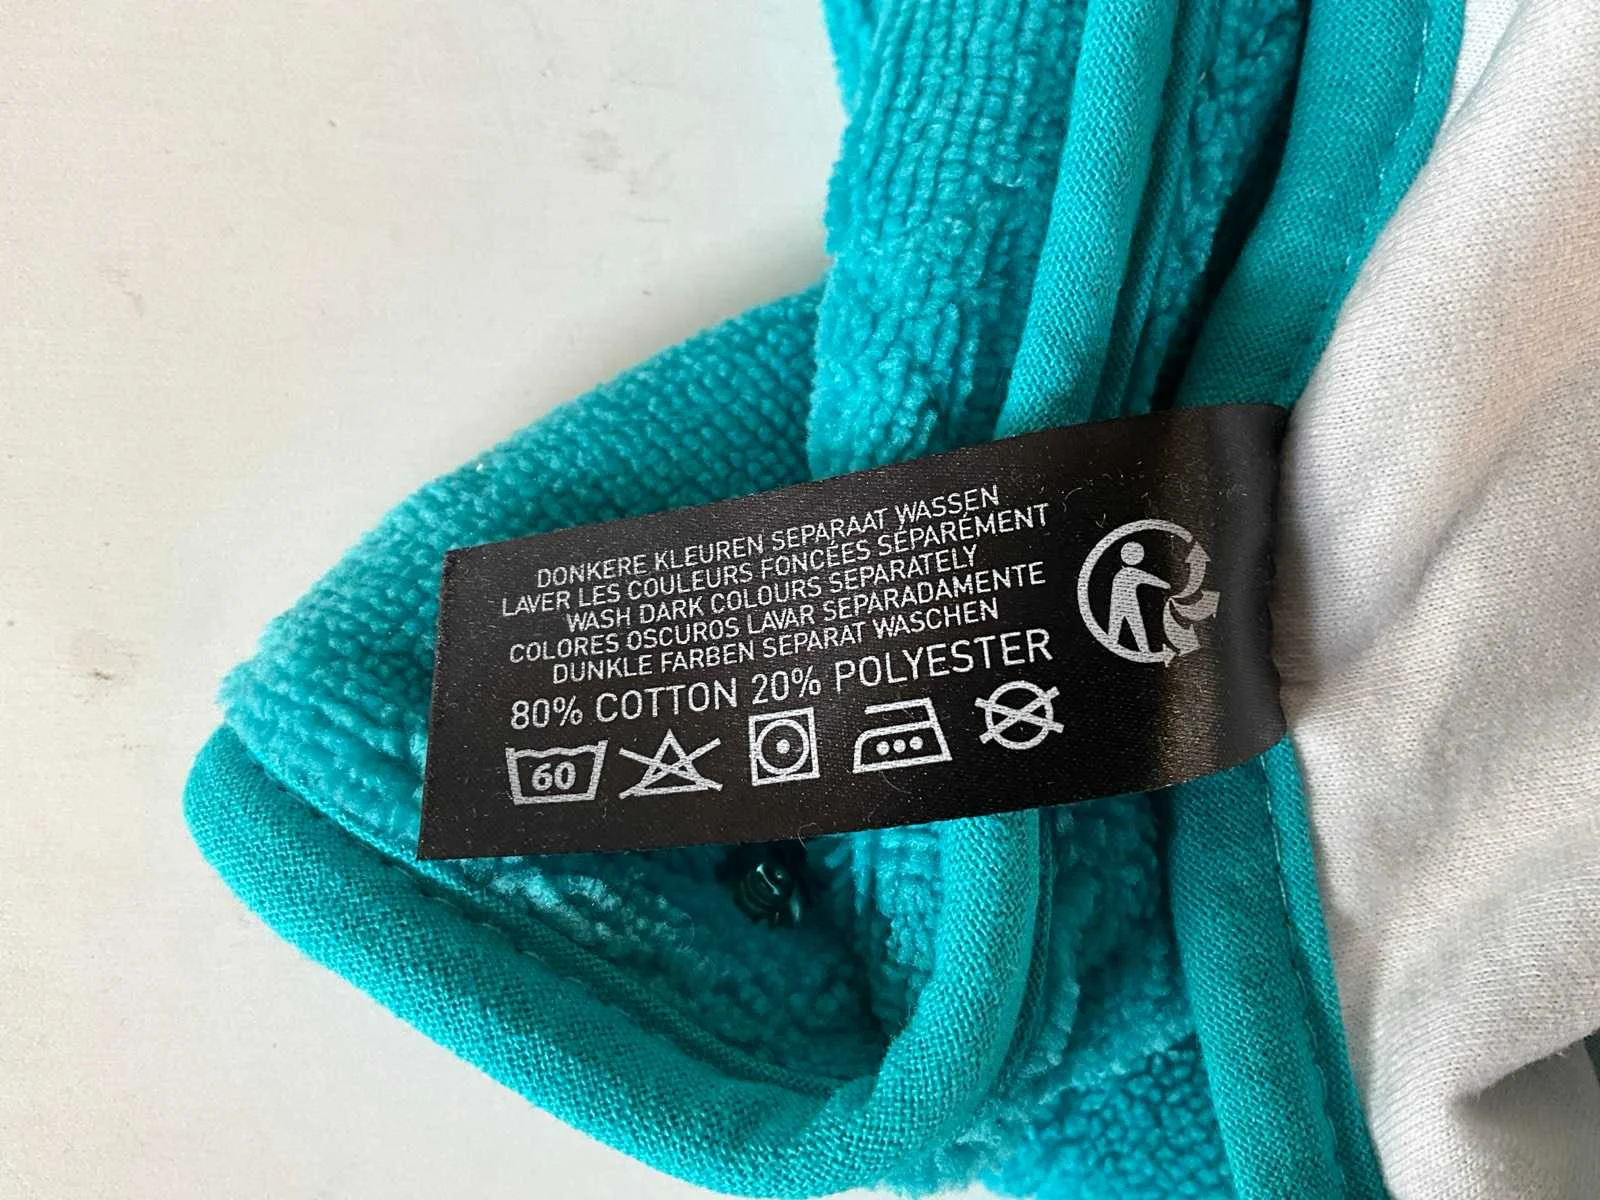 DONKERE KLEUREN SEPARAAT WASSEN
LAVER LES COULEURS FONCÉES SÉPARÉMENT
WASH DARK COLOURS SEPARATELY
COLORES OSCUROS LAVAR SEPARADAMENTE
DUNKLE FARBEN SEPARAT WASCHEN
80% COTTON 20% POLYESTER
60